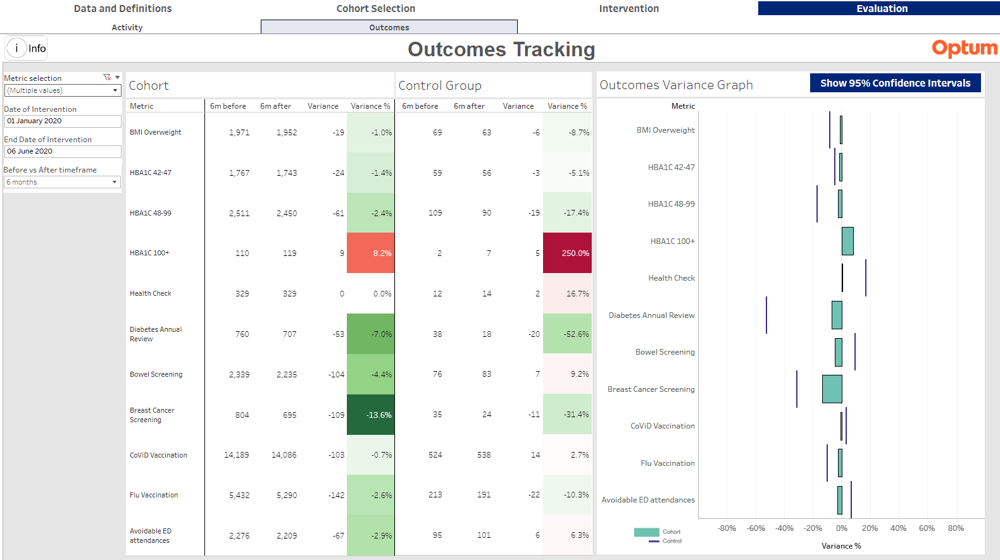 Data and Definitions Cohort Selection Intervention Evaluation
Activity Outcomes
i Info Outcomes Tracking Optum
Metric selection
(Multiple values)
Date of Intervention
01 January 2020
End Date of Intervention
06 June 2020
Before vs After timeframe
6 months
Cohort Control Group
Metric 6m before 6m after Variance Variance % 6m before 6m after Variance Variance %
BMI Overweight 1,971 1,952 -19 -1.0% 69 63 -6 -8.7%
HBA1C 42-47 1,767 1,743 -24 -1.4% 59 56 -3 -5.1%
HBA1C 48-99 2,511 2,450 -61 -2.4% 109 90 -19 -17.4%
HBA1C 100+ 110 119 9 8.2% 2 7 5 250.0%
Health Check 329 329 0 0.0% 12 14 2 16.7%
Diabetes Annual
Review 760 707 -53 -7.0% 38 18 -20 -52.6%
Bowel Screening 2,339 2,235 -104 -4.4% 76 83 7 9.2%
Breast Cancer
Screening 804 695 -109 -13.6% 35 24 -11 -31.4%
CoViD Vaccination 14,189 14,086 -103 -0.7% 524 538 14 2.7%
Flu Vaccination 5,432 5,290 -142 -2.6% 213 191 -22 -10.3%
Avoidable ED
attendances 2,276 2,209 -67 -2.9% 95 101 6 6.3%
Outcomes Variance Graph Show 95% Confidence Intervals
Metric
BMI Overweight
HBA1C 42-47
HBA1C 48-99
HBA1C 100+
Health Check
Diabetes Annual Review
Bowel Screening
Breast Cancer Screening
CoViD Vaccination
Flu Vaccination
Avoidable ED attendances
-80% -60% -40% -20% 0% 20% 40% 60% 80%
Cohort
Control
Variance %